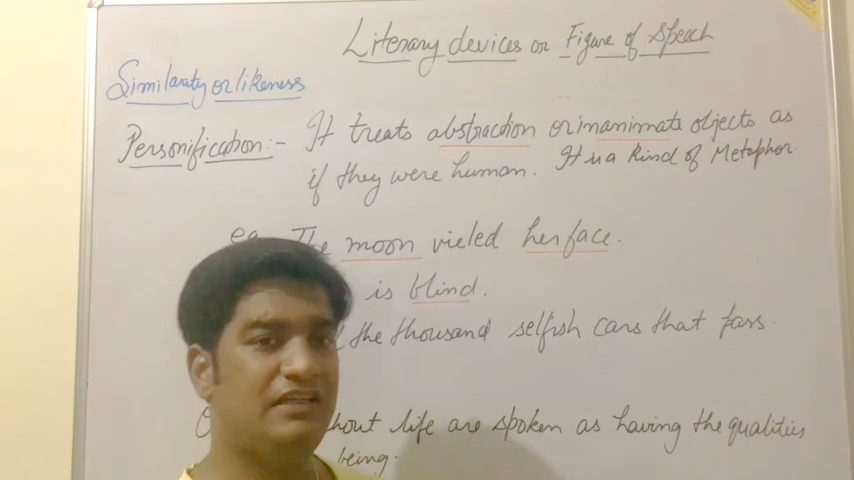 Literary devices or Figure of Speech
Similarity or likeness
Personification:- It treats abstraction or inanimate objects as
if they were human. It is a kind of Metaphor.
eg. The moon vieled her face.
is blind.
the thousand selfish cars that pass.
life are spoken as having the qualities
being.